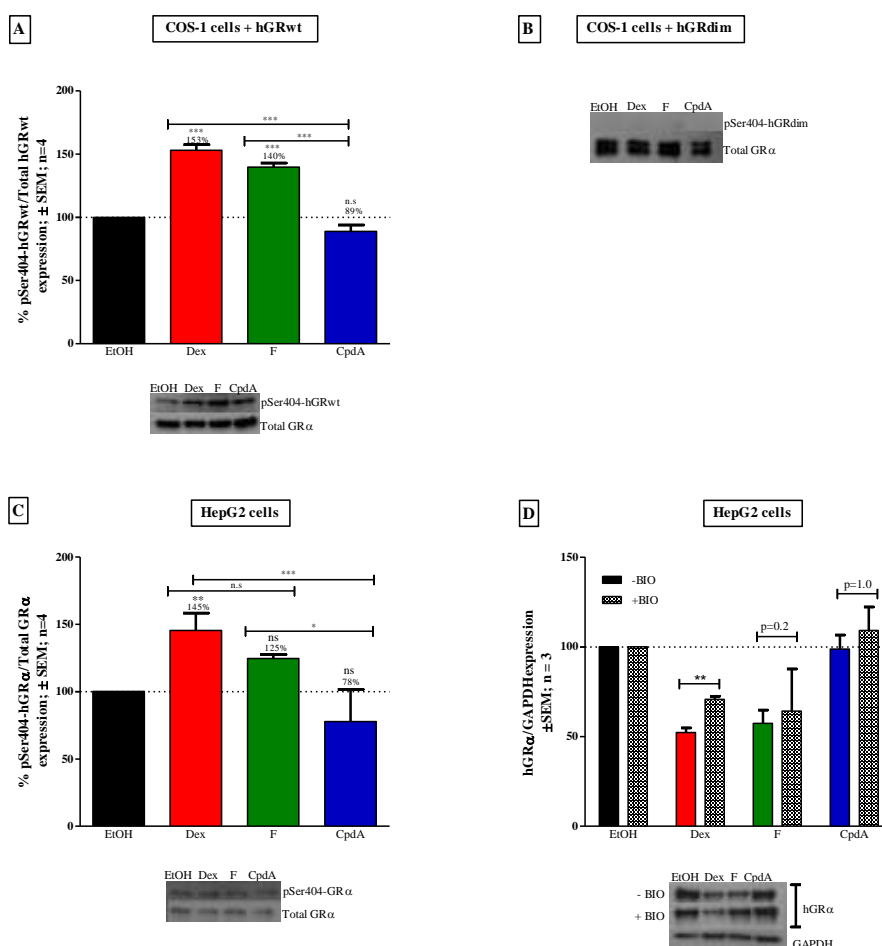 A
COS-1 cells + hGRwt
% pSer404-hGRwt/Total hGRwt
expression; ± SEM; n=4
200
150
100
50
0
***
***
***
153%
***
140%
n.s
89%
EtOH Dex F CpdA
EtOH Dex F CpdA
pSer404-hGRwt
Total GRα
B
COS-1 cells + hGRdim
EtOH Dex F CpdA
pSer404-hGRdim
Total GRα
C
HepG2 cells
% pSer404-hGRα/Total GRα
expression; ± SEM; n=4
200
150
100
50
0
***
n.s
**
145%
*
ns
125%
ns
78%
EtOH Dex F CpdA
EtOH Dex F CpdA
pSer404-GRα
Total GRα
D
HepG2 cells
hGRα/GAPDHexpression
±SEM; n = 3
150
100
50
0
-BIO
+BIO
**
p=0.2
p=1.0
EtOH Dex F CpdA
EtOH Dex F CpdA
- BIO
+ BIO
hGRα
GAPDH